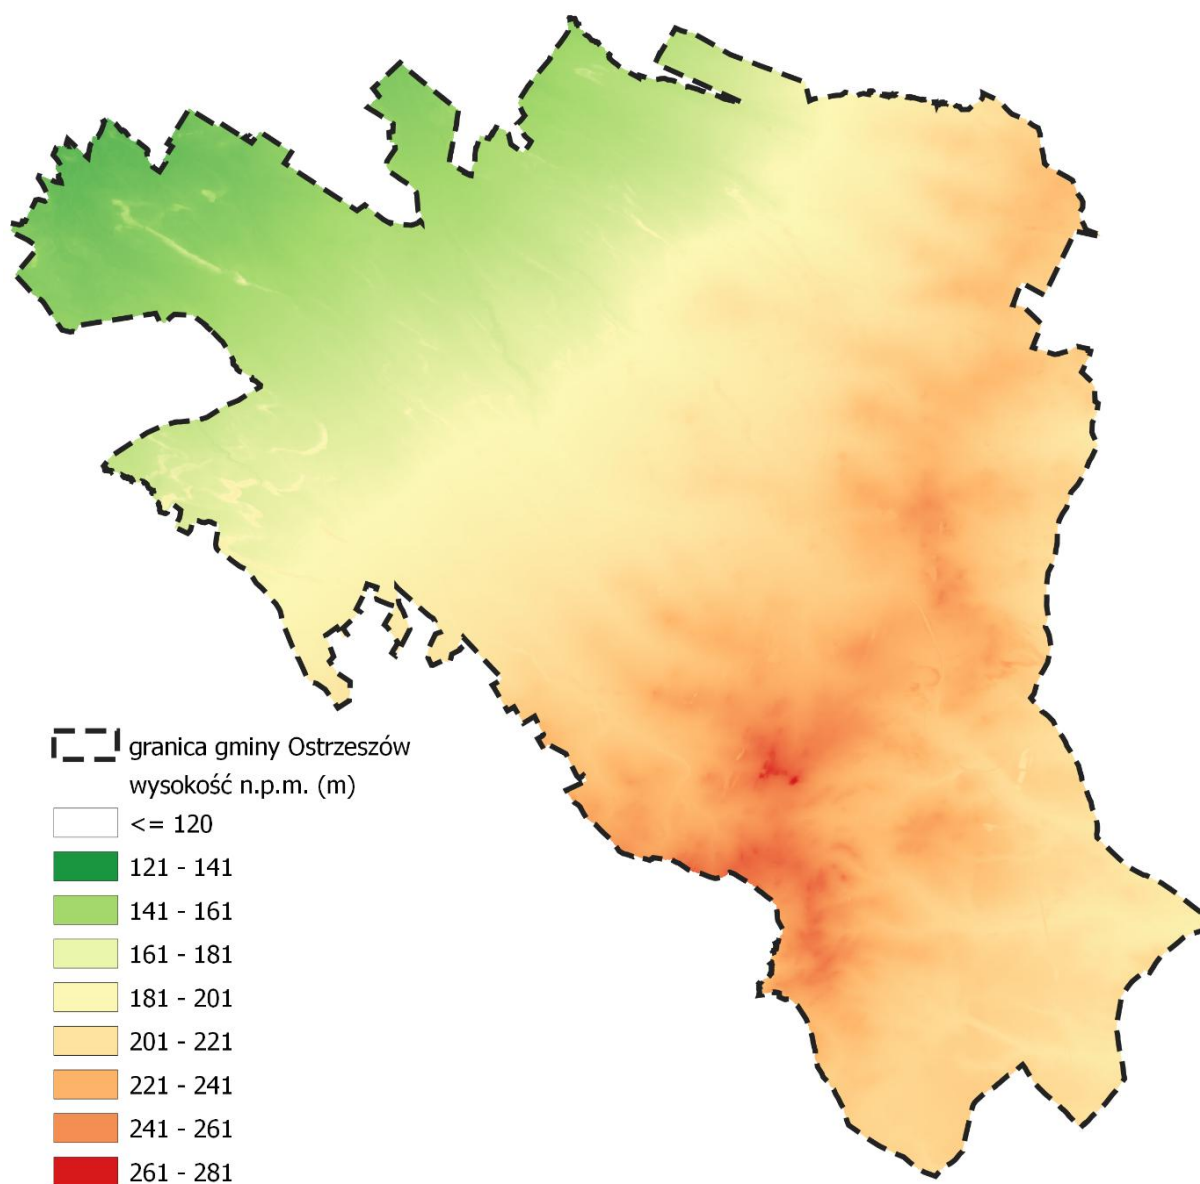 granica gminy Ostrzeszów
wysokość n.p.m. (m)
<= 120
121 - 141
141 - 161
161 - 181
181 - 201
201 - 221
221 - 241
241 - 261
261 - 281